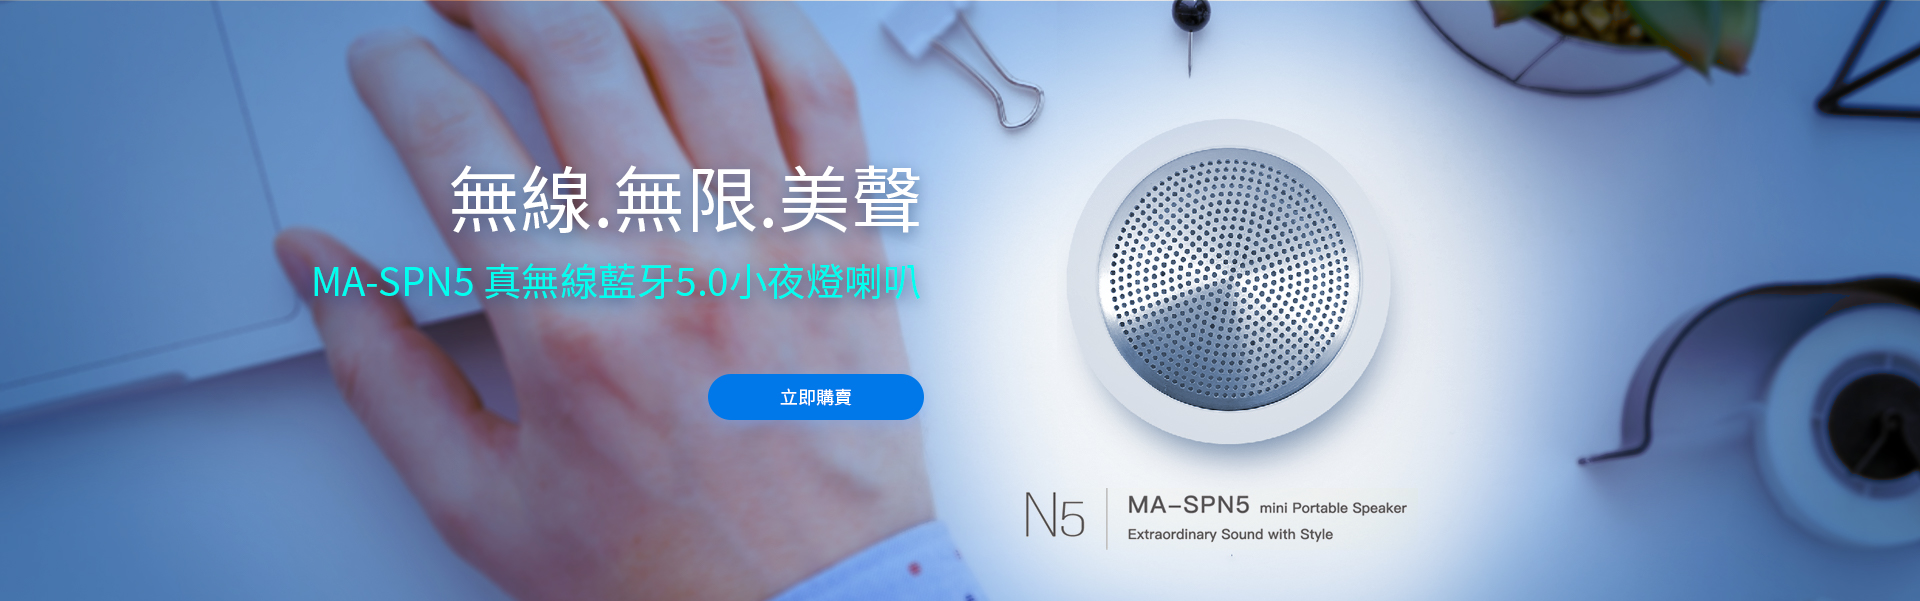 無線.無限.美聲
MA-SPN5 真無線藍牙5.0小夜燈喇叭
立即購賣
N5
MA-SPN5 mini Portable Speaker
Extraordinary Sound with Style